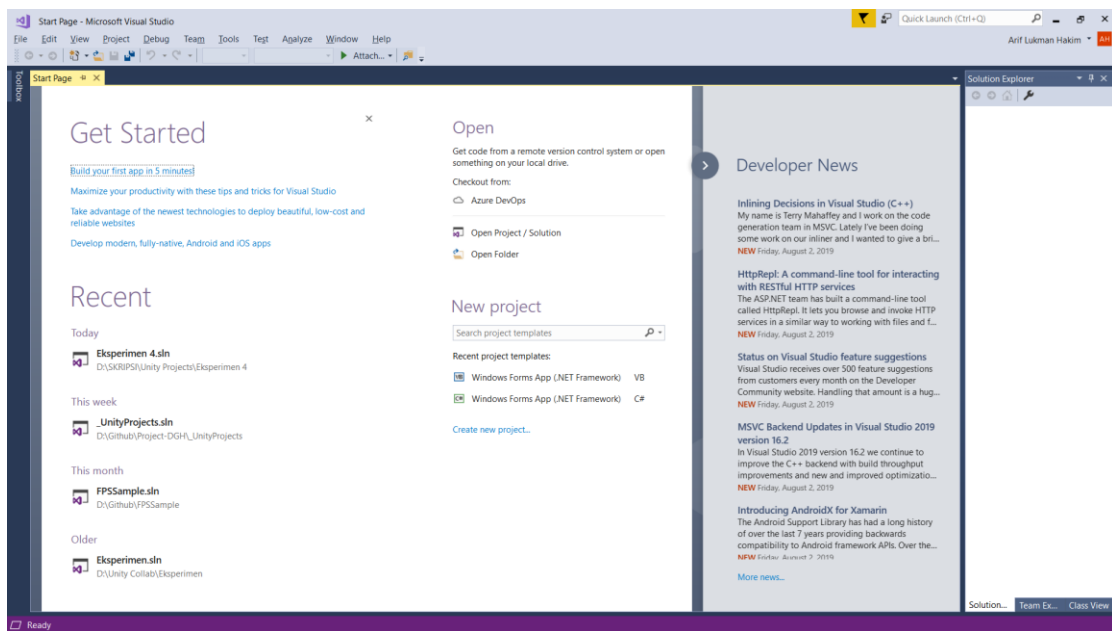 Start Page - Microsoft Visual Studio
Quick Launch (Ctrl+Q)
File Edit View Project Debug Team Tools Test Analyze Window Help
Arif Lukman Hakim AH
Attach...
Toolbox
Start Page
Solution Explorer
Get Started
Build your first app in 5 minutes!
Maximize your productivity with these tips and tricks for Visual Studio
Take advantage of the newest technologies to deploy beautiful, low-cost and
reliable websites
Develop modern, fully-native, Android and iOS apps
Recent
Today
Eksperimen 4.sln
D:\SKRIPSI\Unity Projects\Eksperimen 4
This week
_UnityProjects.sln
D:\Github\Project-DGH\_UnityProjects
This month
FPSSample.sln
D:\Github\FPSSample
Older
Eksperimen.sln
D:\Unity Collab\Eksperimen
Open
Get code from a remote version control system or open
something on your local drive.
Checkout from:
Azure DevOps
Open Project / Solution
Open Folder
New project
Search project templates
Recent project templates:
Windows Forms App (.NET Framework) VB
Windows Forms App (.NET Framework) C#
Create new project...
Developer News
Inlining Decisions in Visual Studio (C++)
My name is Terry Mahaffey and I work on the code
generation team in MSVC. Lately I've been doing
some work on our inliner and I wanted to give a bri...
NEW Friday, August 2, 2019
HttpRepl: A command-line tool for interacting
with RESTful HTTP services
The ASP.NET team has built a command-line tool
called HttpRepl. It lets you browse and invoke HTTP
services in a similar way to working with files and f...
NEW Friday, August 2, 2019
Status on Visual Studio feature suggestions
Visual Studio receives over 500 feature suggestions
from customers every month on the Developer
Community website. Handling that amount is a hug...
NEW Friday, August 2, 2019
MSVC Backend Updates in Visual Studio 2019
version 16.2
In Visual Studio 2019 version 16.2 we continue to
improve the C++ backend with build throughput
improvements and new and improved optimizatio...
NEW Friday, August 2, 2019
Introducing AndroidX for Xamarin
The Android Support Library has had a long history
of over the last 7 years providing backwards
compatibility to Android framework APIs. Over the...
NEW Friday, August 2, 2019
More news...
Solution... Team Ex... Class View
Ready